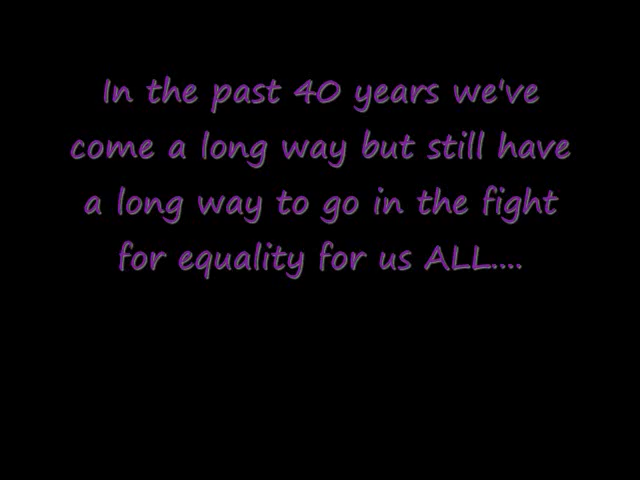 In the past 40 years we've
come a long way but still have
a long way to go in the fight
for equality for us ALL....